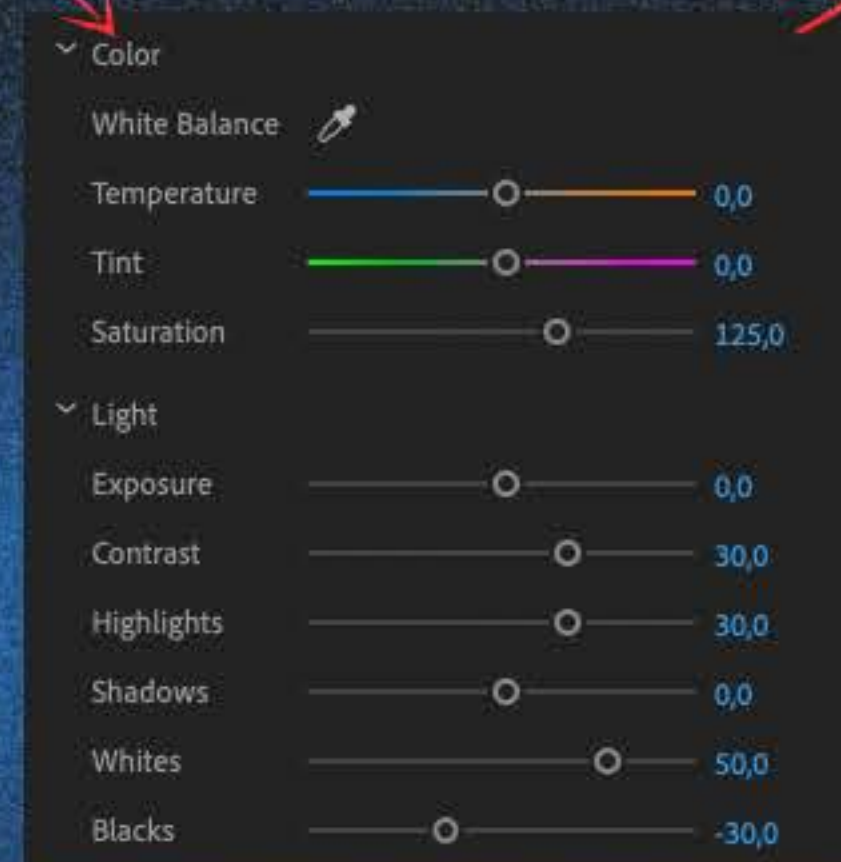 Color
White Balance
Temperature 0,0
Tint 0,0
Saturation 125,0
Light
Exposure 0,0
Contrast 30,0
Highlights 30,0
Shadows 0,0
Whites 50,0
Blacks -30,0